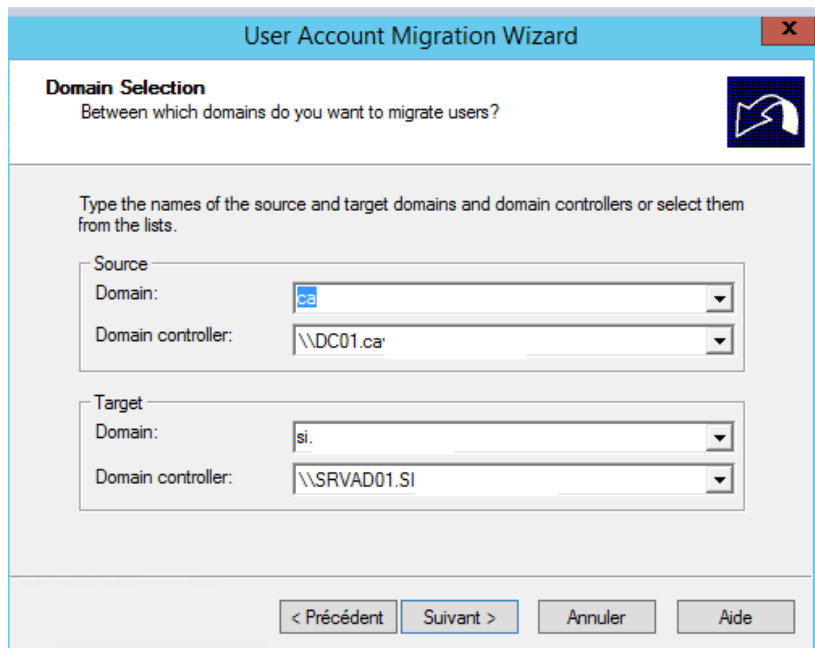 User Account Migration Wizard
x
Domain Selection
Between which domains do you want to migrate users?
Type the names of the source and target domains and domain controllers or select them
from the lists.
Source
Domain:
ca
Domain controller:
\\DC01.ca
Target
Domain:
si.
Domain controller:
\\SRVAD01.SI
< Précédent
Suivant >
Annuler
Aide